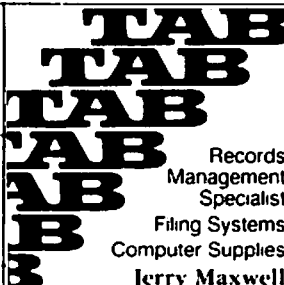 TAB
TAB
TAB
TAB
AB
B
B
Records
Management
Specialist
Filing Systems
Computer Supplies
Jerry Maxwell